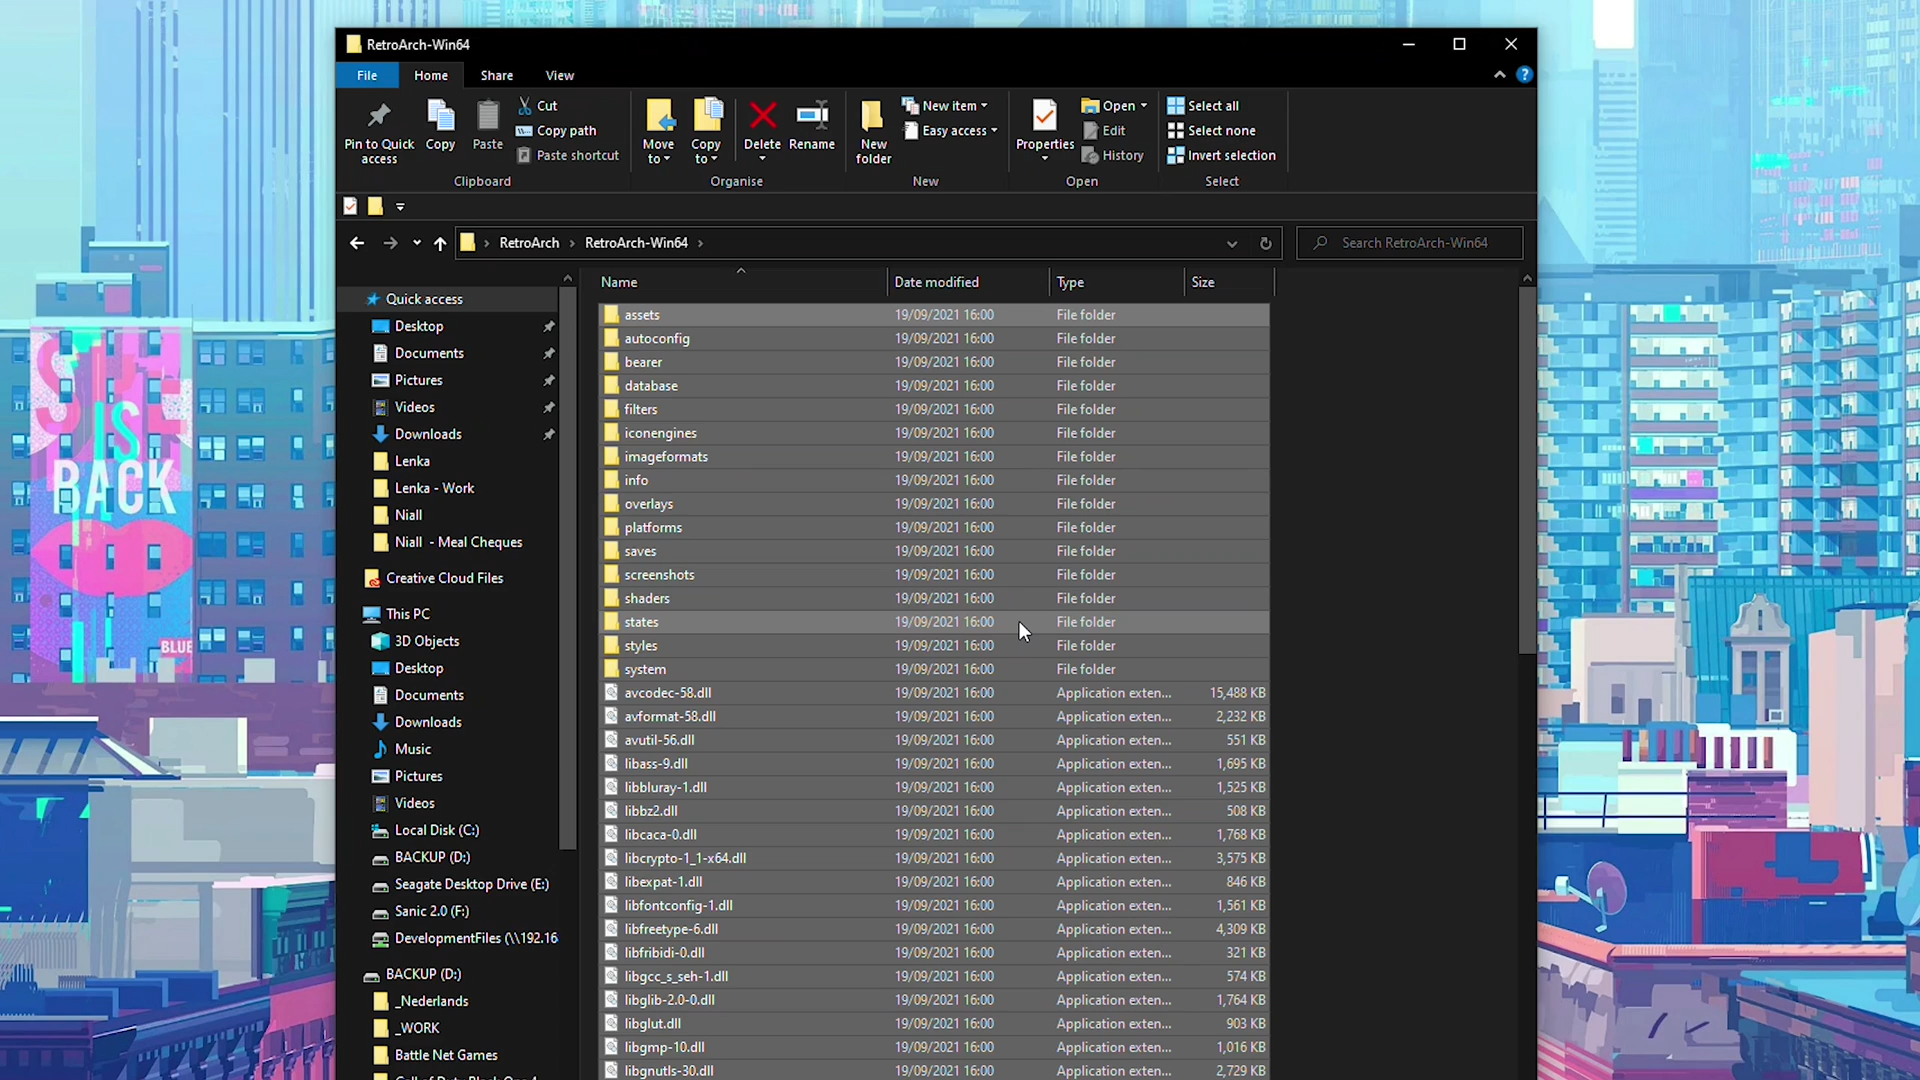 RetroArch-Win64
File Home Share View
Pin to Quick access
Copy
Paste
Cut
Copy path
Paste shortcut
Clipboard
Move to
Copy to
Delete
Rename
Organise
New folder
New item
Easy access
New
Properties
Open
Edit
History
Open
Select all
Select none
Invert selection
Select
RetroArch RetroArch-Win64
Search RetroArch-Win64
Quick access
Desktop
Documents
Pictures
Videos
Downloads
Lenka
Lenka - Work
Niall
Niall - Meal Cheques
Creative Cloud Files
This PC
3D Objects
Desktop
Documents
Downloads
Music
Pictures
Videos
Local Disk (C:)
BACKUP (D:)
Seagate Desktop Drive (E:)
Sanic 2.0 (F:)
DevelopmentFiles (\\192.16
BACKUP (D:)
_Nederlands
_WORK
Battle Net Games
Name Date modified Type Size
assets 19/09/2021 16:00 File folder
autoconfig 19/09/2021 16:00 File folder
bearer 19/09/2021 16:00 File folder
database 19/09/2021 16:00 File folder
filters 19/09/2021 16:00 File folder
iconengines 19/09/2021 16:00 File folder
imageformats 19/09/2021 16:00 File folder
info 19/09/2021 16:00 File folder
overlays 19/09/2021 16:00 File folder
platforms 19/09/2021 16:00 File folder
saves 19/09/2021 16:00 File folder
screenshots 19/09/2021 16:00 File folder
shaders 19/09/2021 16:00 File folder
states 19/09/2021 16:00 File folder
styles 19/09/2021 16:00 File folder
system 19/09/2021 16:00 File folder
avcodec-58.dll 19/09/2021 16:00 Application exten... 15,488 KB
avformat-58.dll 19/09/2021 16:00 Application exten... 2,232 KB
avutil-56.dll 19/09/2021 16:00 Application exten... 551 KB
libass-9.dll 19/09/2021 16:00 Application exten... 1,695 KB
libbluray-1.dll 19/09/2021 16:00 Application exten... 1,525 KB
libbz2.dll 19/09/2021 16:00 Application exten... 508 KB
libcaca-0.dll 19/09/2021 16:00 Application exten... 1,768 KB
libcrypto-1_1-x64.dll 19/09/2021 16:00 Application exten... 3,575 KB
libexpat-1.dll 19/09/2021 16:00 Application exten... 846 KB
libfontconfig-1.dll 19/09/2021 16:00 Application exten... 1,561 KB
libfreetype-6.dll 19/09/2021 16:00 Application exten... 4,309 KB
libfribidi-0.dll 19/09/2021 16:00 Application exten... 321 KB
libgcc_s_seh-1.dll 19/09/2021 16:00 Application exten... 574 KB
libglib-2.0-0.dll 19/09/2021 16:00 Application exten... 1,764 KB
libglut.dll 19/09/2021 16:00 Application exten... 903 KB
libgmp-10.dll 19/09/2021 16:00 Application exten... 1,016 KB
libgnutls-30.dll 19/09/2021 16:00 Application exten... 2,729 KB
IS
BACK
BLUE